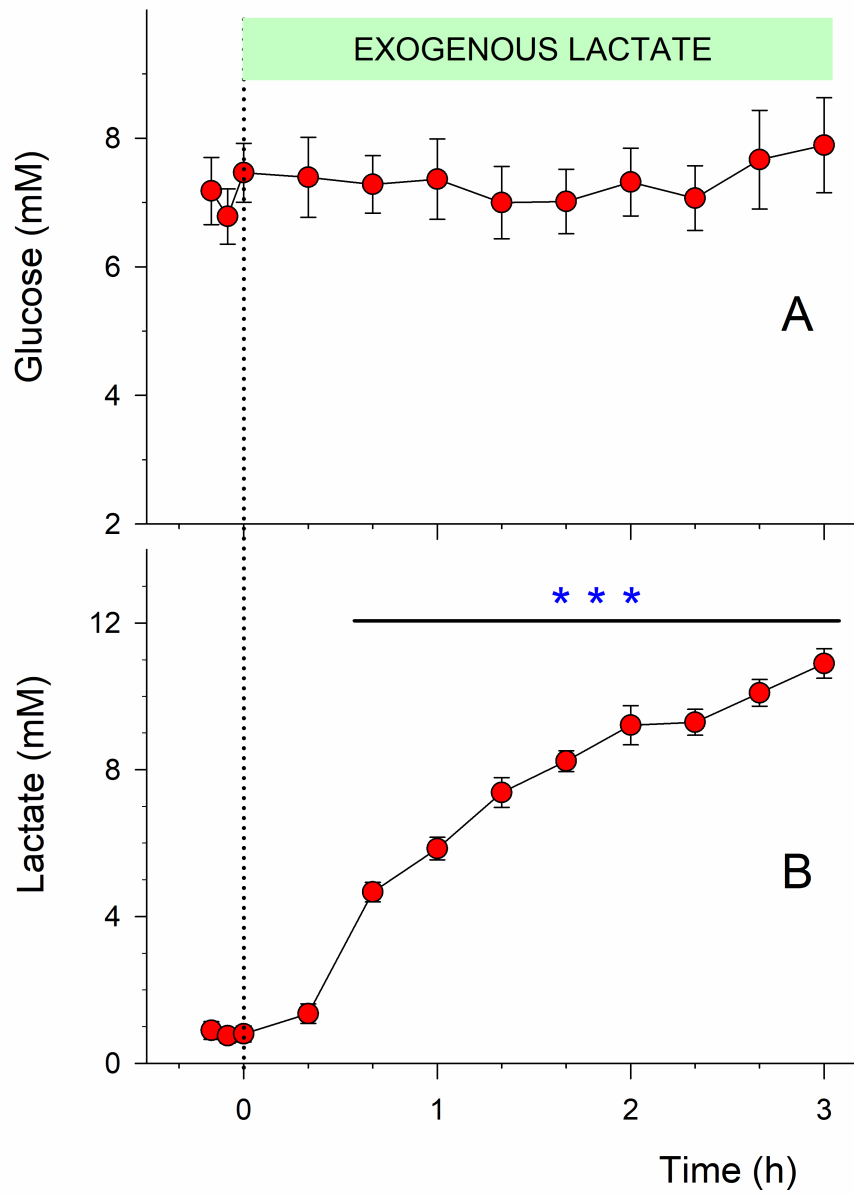 EXOGENOUS LACTATE
8
6
4
2
Glucose (mM)
A
* * *
12
8
4
0
Lactate (mM)
B
0 1 2 3
Time (h)